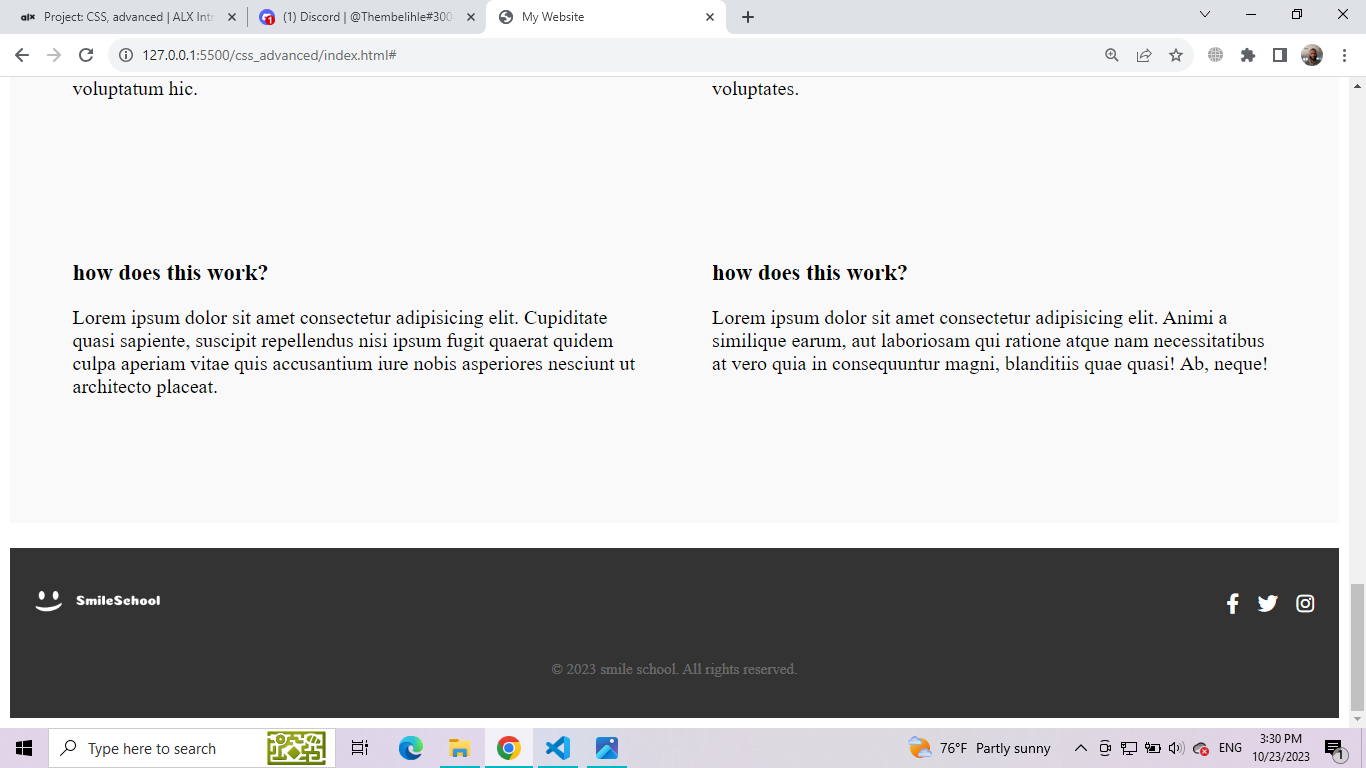 Project: CSS, advanced | ALX Intr
(1) Discord | @Thembelihle#300
My Website
127.0.0.1:5500/css_advanced/index.html#
voluptatum hic.
voluptates.
how does this work?
Lorem ipsum dolor sit amet consectetur adipisicing elit. Cupiditate
quasi sapiente, suscipit repellendus nisi ipsum fugit quaerat quidem
culpa aperiam vitae quis accusantium iure nobis asperiores nesciunt ut
architecto placeat.
how does this work?
Lorem ipsum dolor sit amet consectetur adipisicing elit. Animi a
similique earum, aut laboriosam qui ratione atque nam necessitatibus
at vero quia in consequuntur magni, blanditiis quae quasi! Ab, neque!
SmileSchool
© 2023 smile school. All rights reserved.
Type here to search
76°F Partly sunny
ENG
3:30 PM
10/23/2023
1